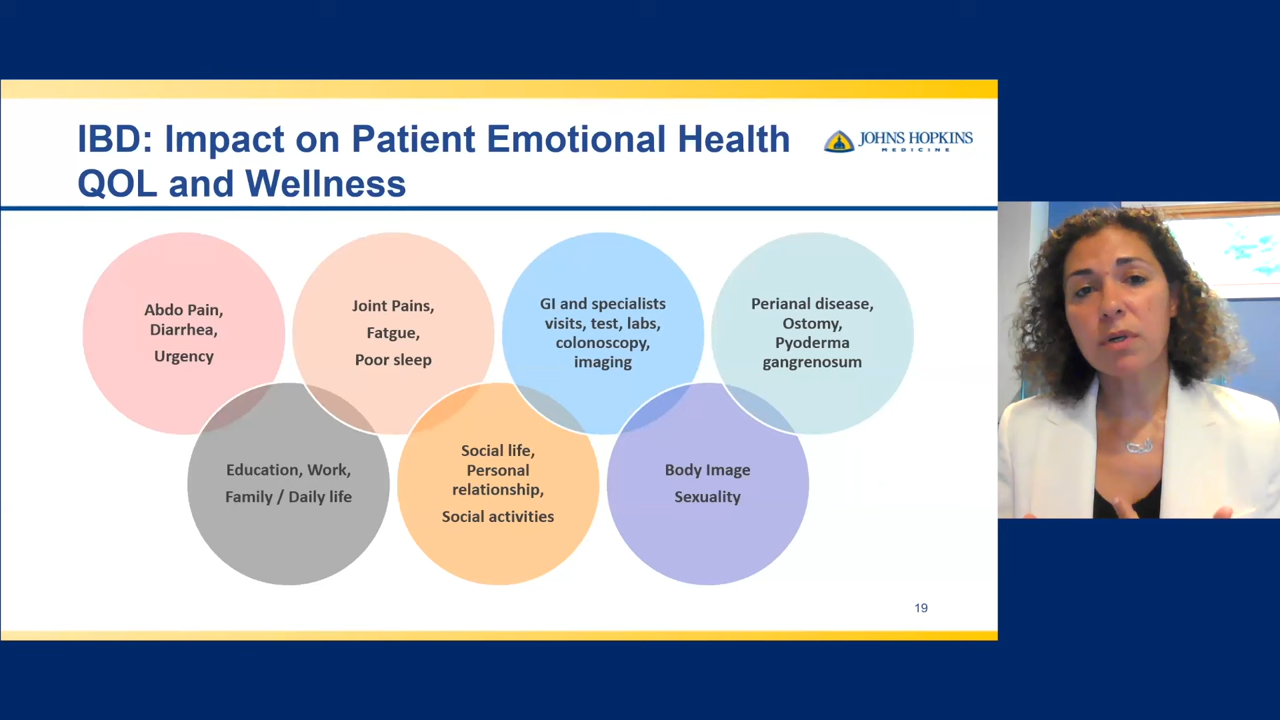 IBD: Impact on Patient Emotional Health
QOL and Wellness
JOHNS HOPKINS
MEDICINE
Abdo Pain,
Diarrhea,
Urgency
Joint Pains,
Fatgue,
Poor sleep
GI and specialists
visits, test, labs,
colonoscopy,
imaging
Perianal disease,
Ostomy,
Pyoderma
gangrenosum
Education, Work,
Family / Daily life
Social life,
Personal
relationship,
Social activities
Body Image
Sexuality
19